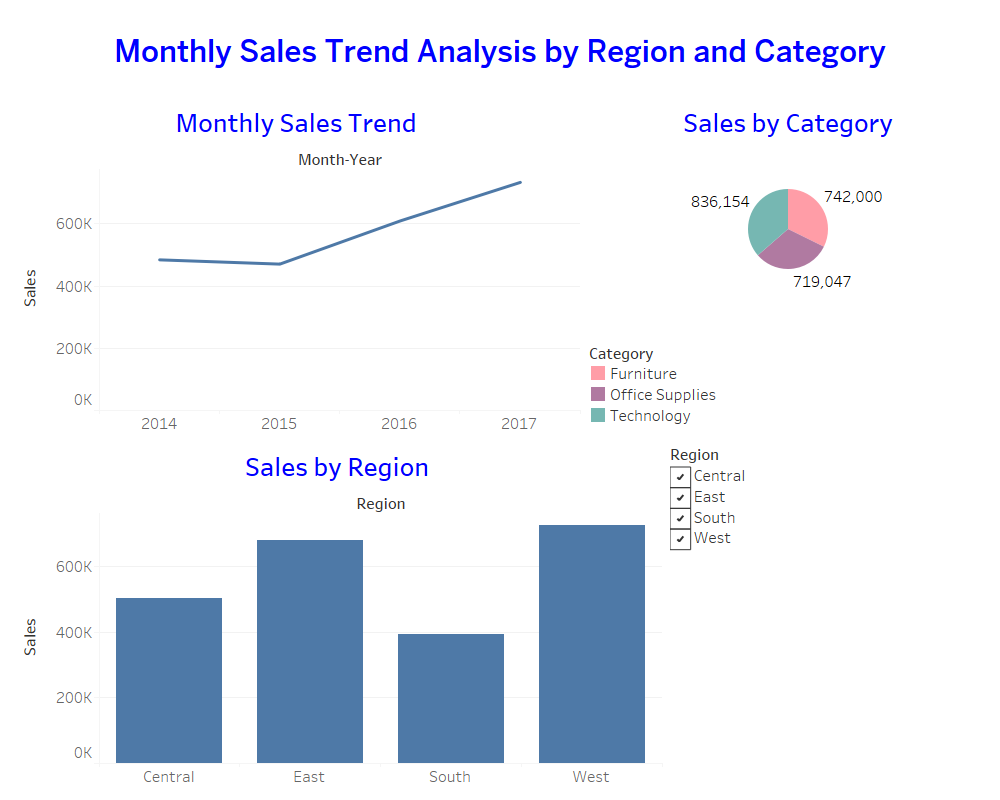 Monthly Sales Trend Analysis by Region and Category
Monthly Sales Trend
Month-Year
Sales
600K
400K
200K
0K
2014 2015 2016 2017
Sales by Category
836,154
742,000
719,047
Category
Furniture
Office Supplies
Technology
Sales by Region
Region
Sales
600K
400K
200K
0K
Central East South West
Region
Central
East
South
West